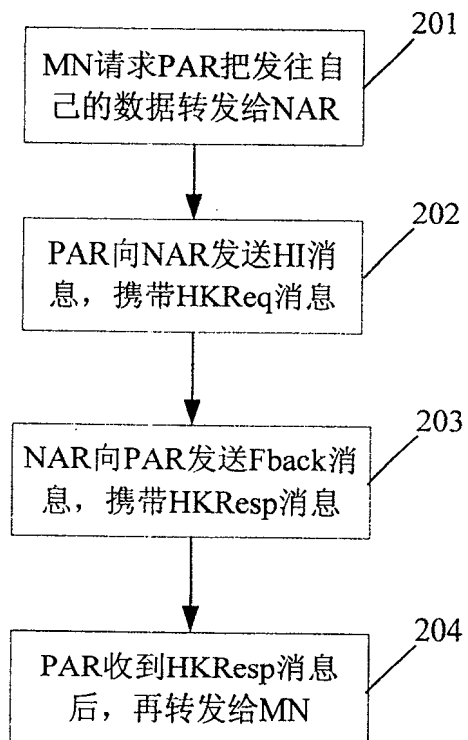 201
MN请求PAR把发往自
己的数据转发给NAR
202
PAR向NAR发送HI消
息，携带HKReq消息
203
NAR向PAR发送Fback消
息，携带HKResp消息
204
PAR收到HKResp消息
后，再转发给MN